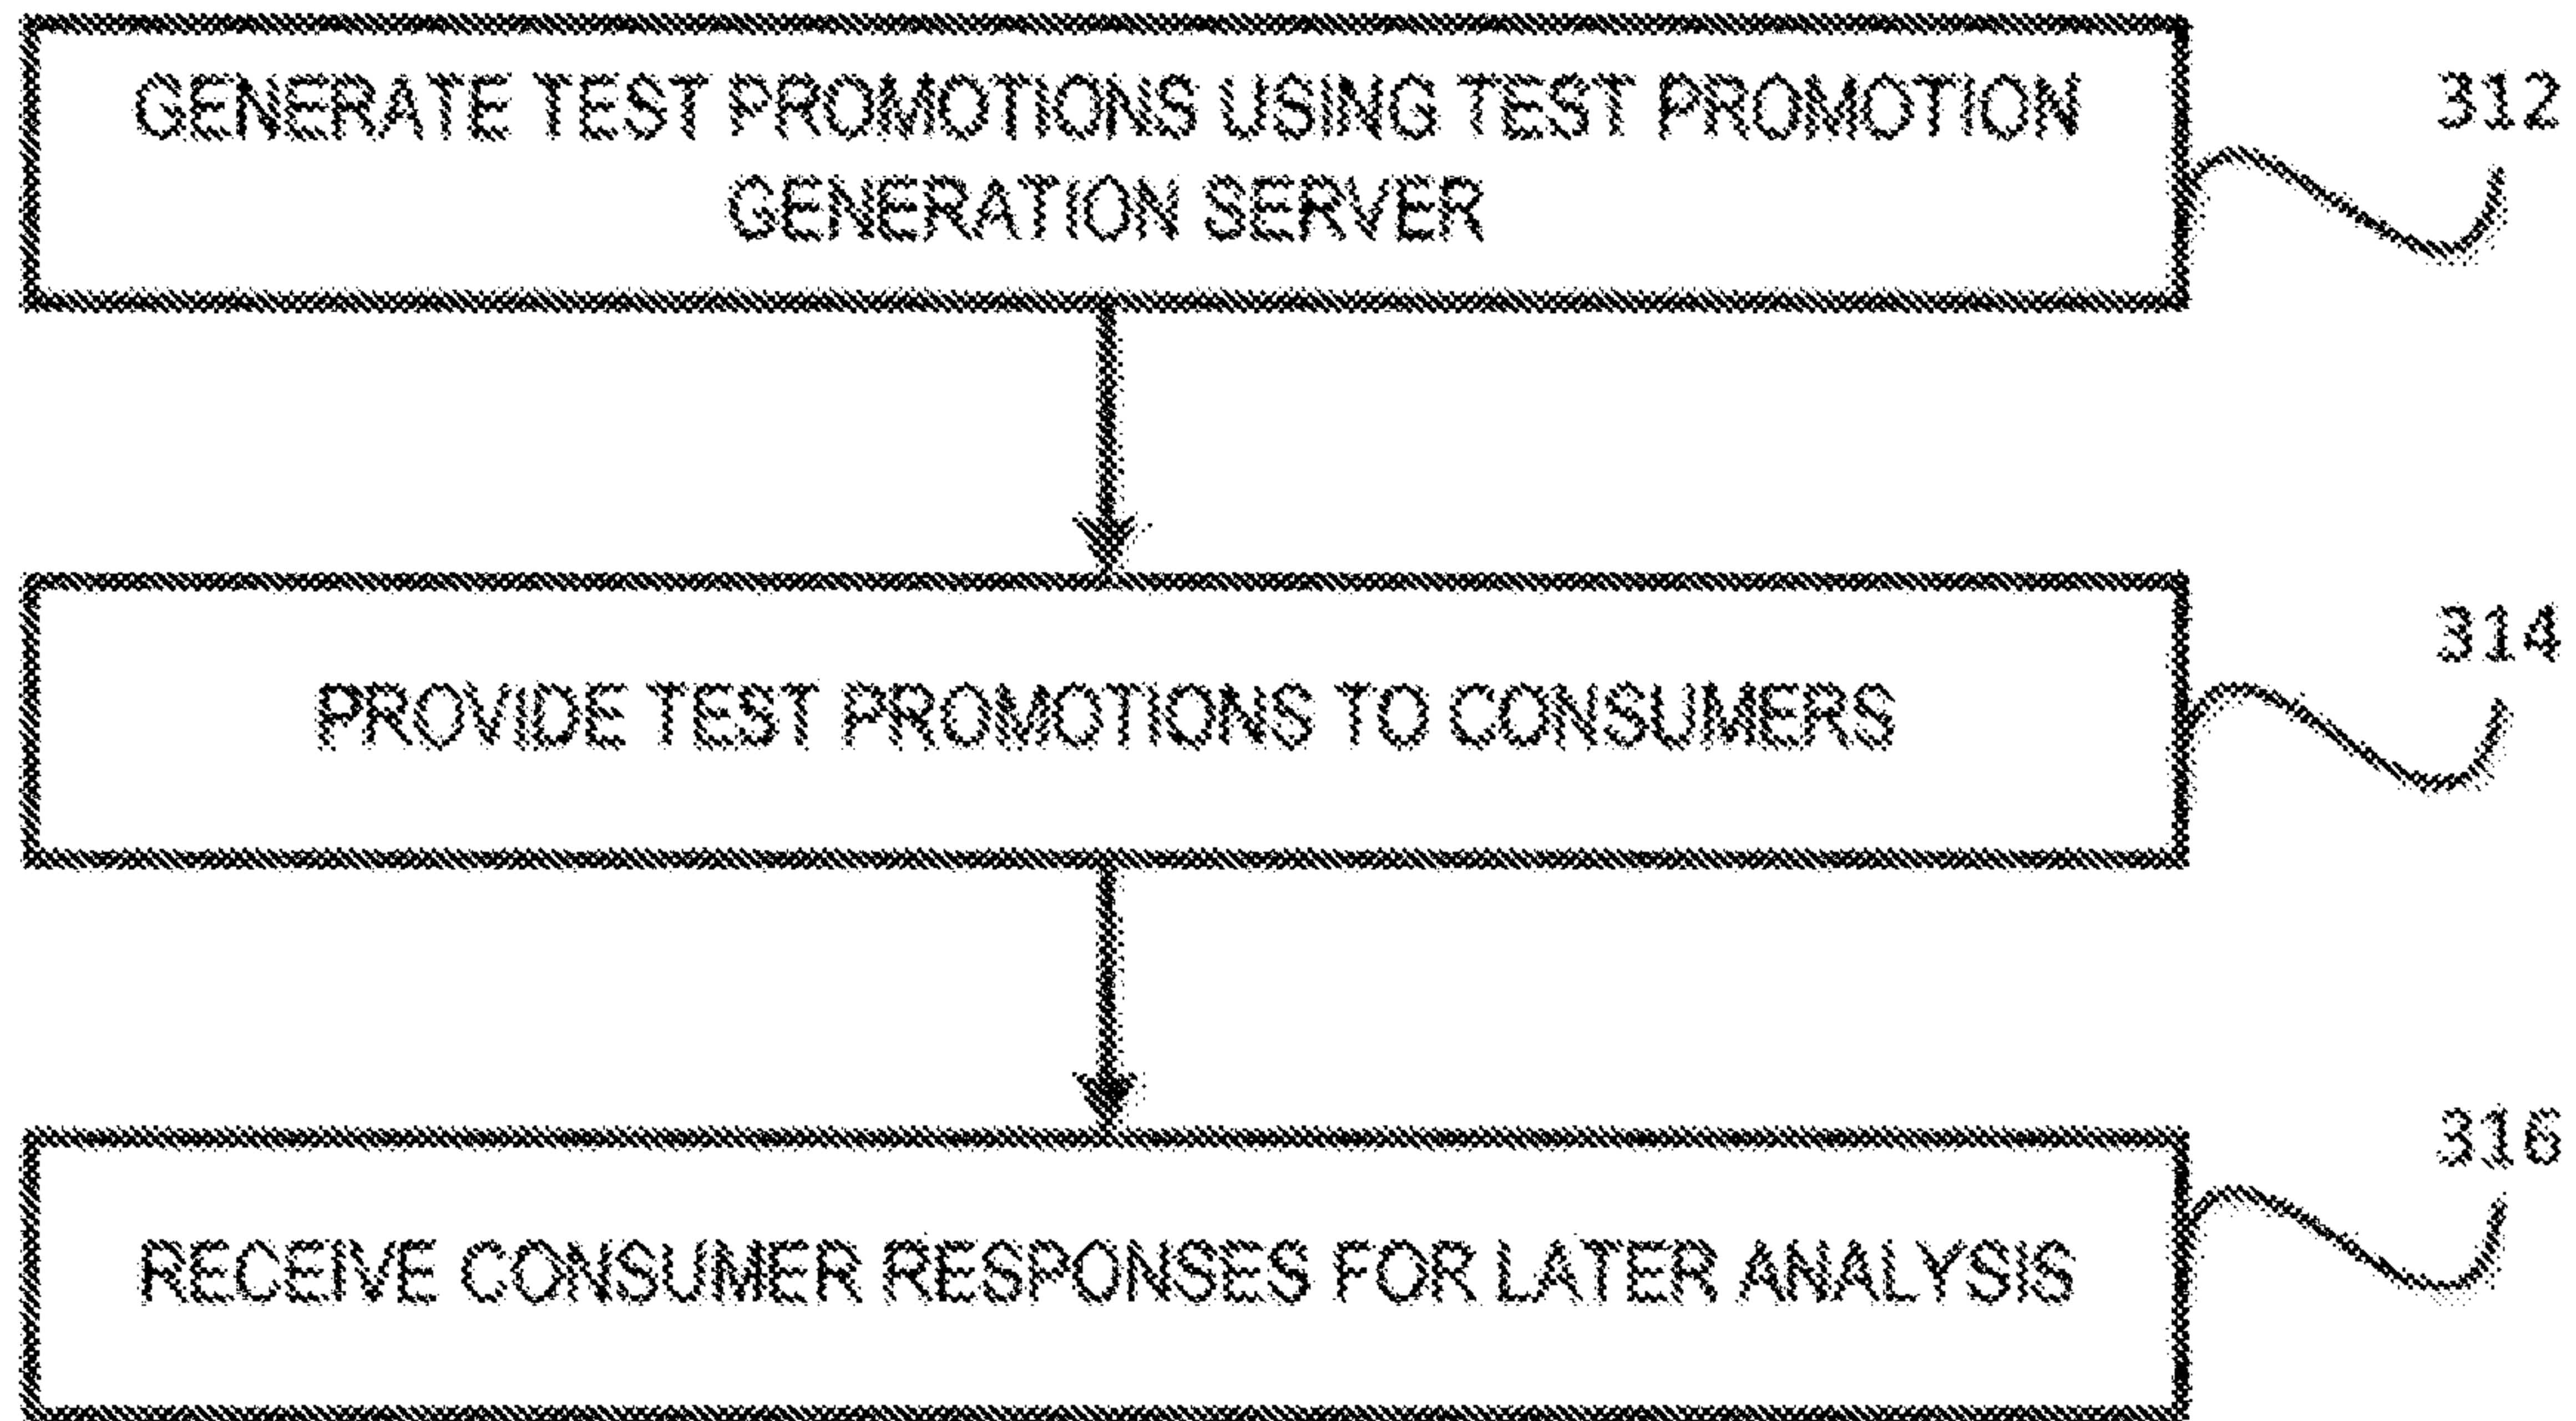 GENERATE TEST PROMOTIONS USING TEST PROMOTION
GENERATION SERVER
312
PROVIDE TEST PROMOTIONS TO CONSUMERS
314
RECEIVE CONSUMER RESPONSES FOR LATER ANALYSIS
316